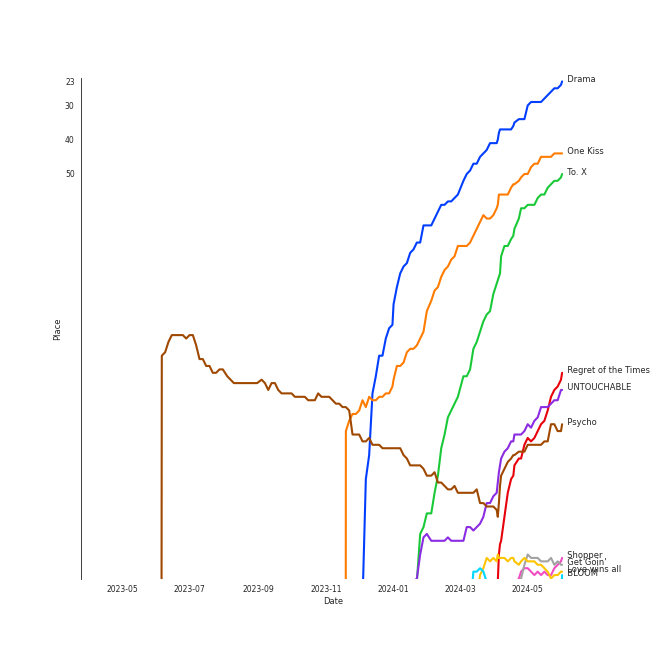 23
30
40
50
Place
Drama
One Kiss
To. X
Regret of the Times
UNTOUCHABLE
Psycho
Shopper
Get Goin'
Love wins all
BLOOM
2023-05
2023-07
2023-09
2023-11
2024-01
2024-03
2024-05
Date